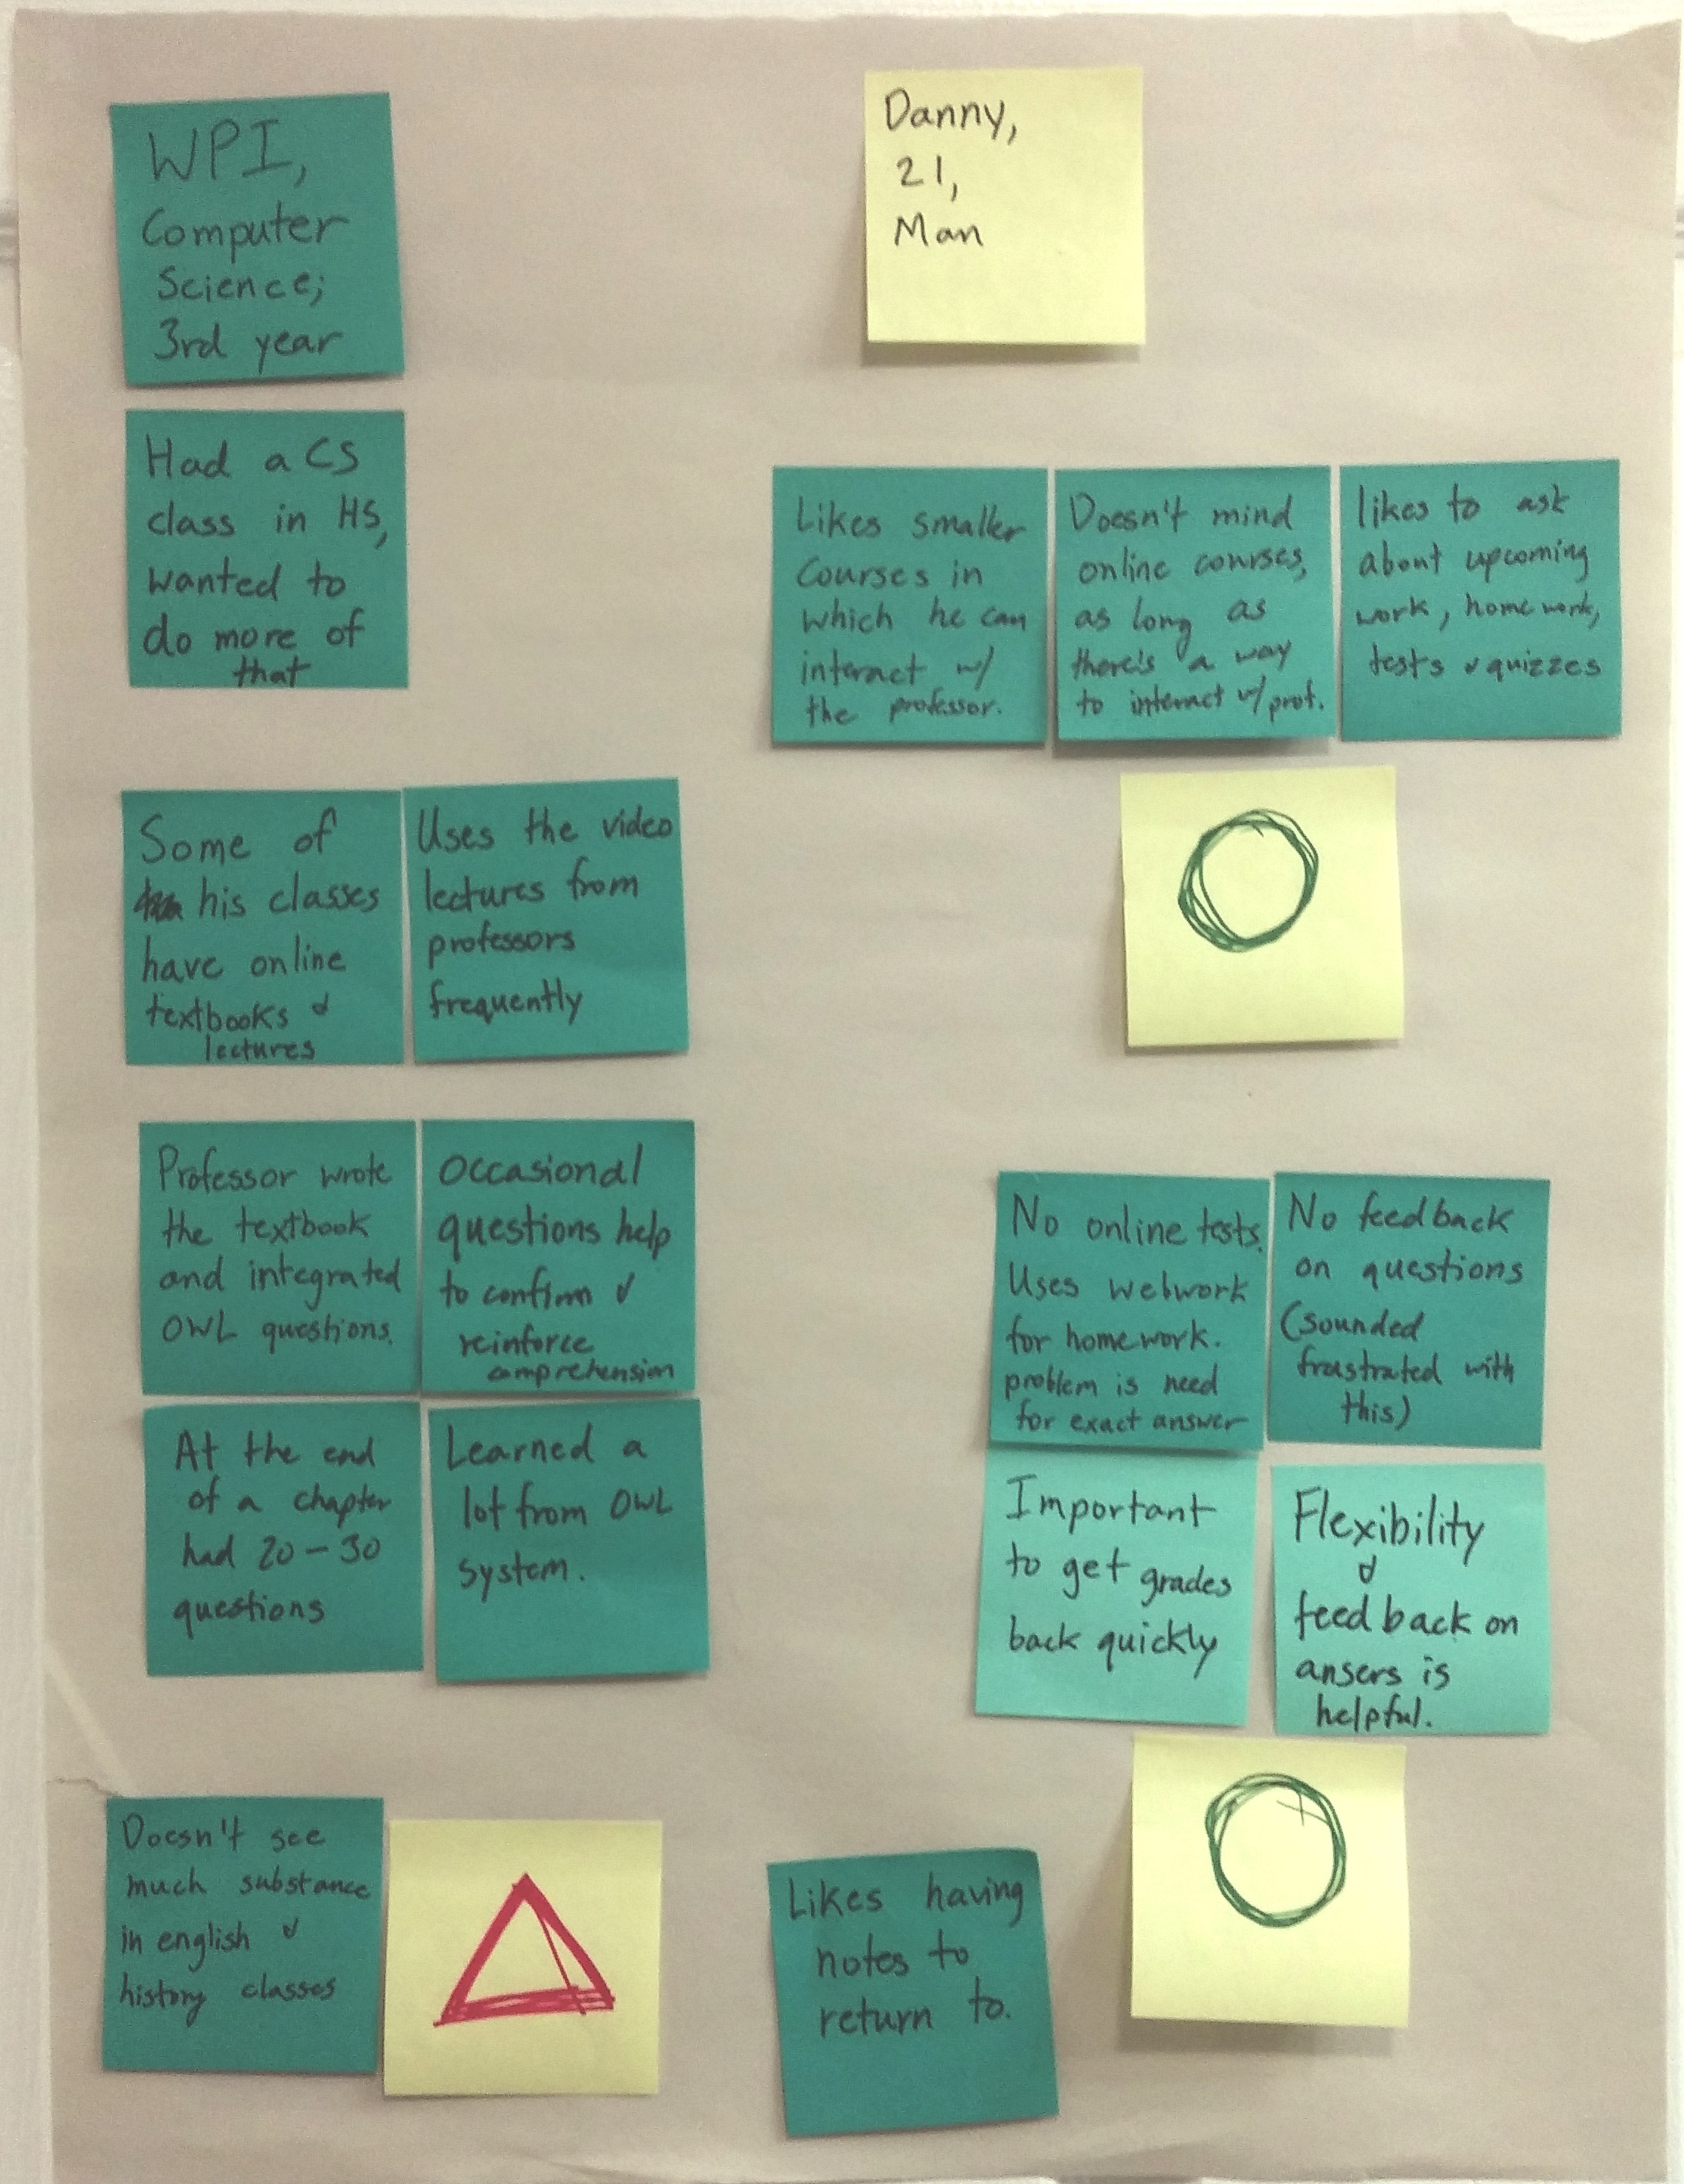 WPI,
Computer
Science;
3rd year
Danny,
21,
Man
Had a CS
class in HS,
wanted to
do more of
that
Likes smaller
courses in
which he can
interact w/
the professor.
Doesn't mind
online courses,
as long as
there's a way
to interact w/ prof.
likes to ask
about upcoming
work, homework,
tests & quizzes
Some of
his classes
have online
textbooks &
lectures
Uses the video
lectures from
professors
frequently
Professor wrote
the textbook
and integrated
OWL questions.
Occasional
questions help
to confirm &
reinforce
comprehension
No online tests.
Uses webwork
for homework.
problem is need
for exact answer
No feedback
on questions
(sounded
frustrated with
this)
At the end
of a chapter
had 20-30
questions
Learned a
lot from OWL
system.
Important
to get grades
back quickly
Flexibility
&
feedback on
ansers is
helpful.
Doesn't see
much substance
in english &
history classes
Likes having
notes to
return to.